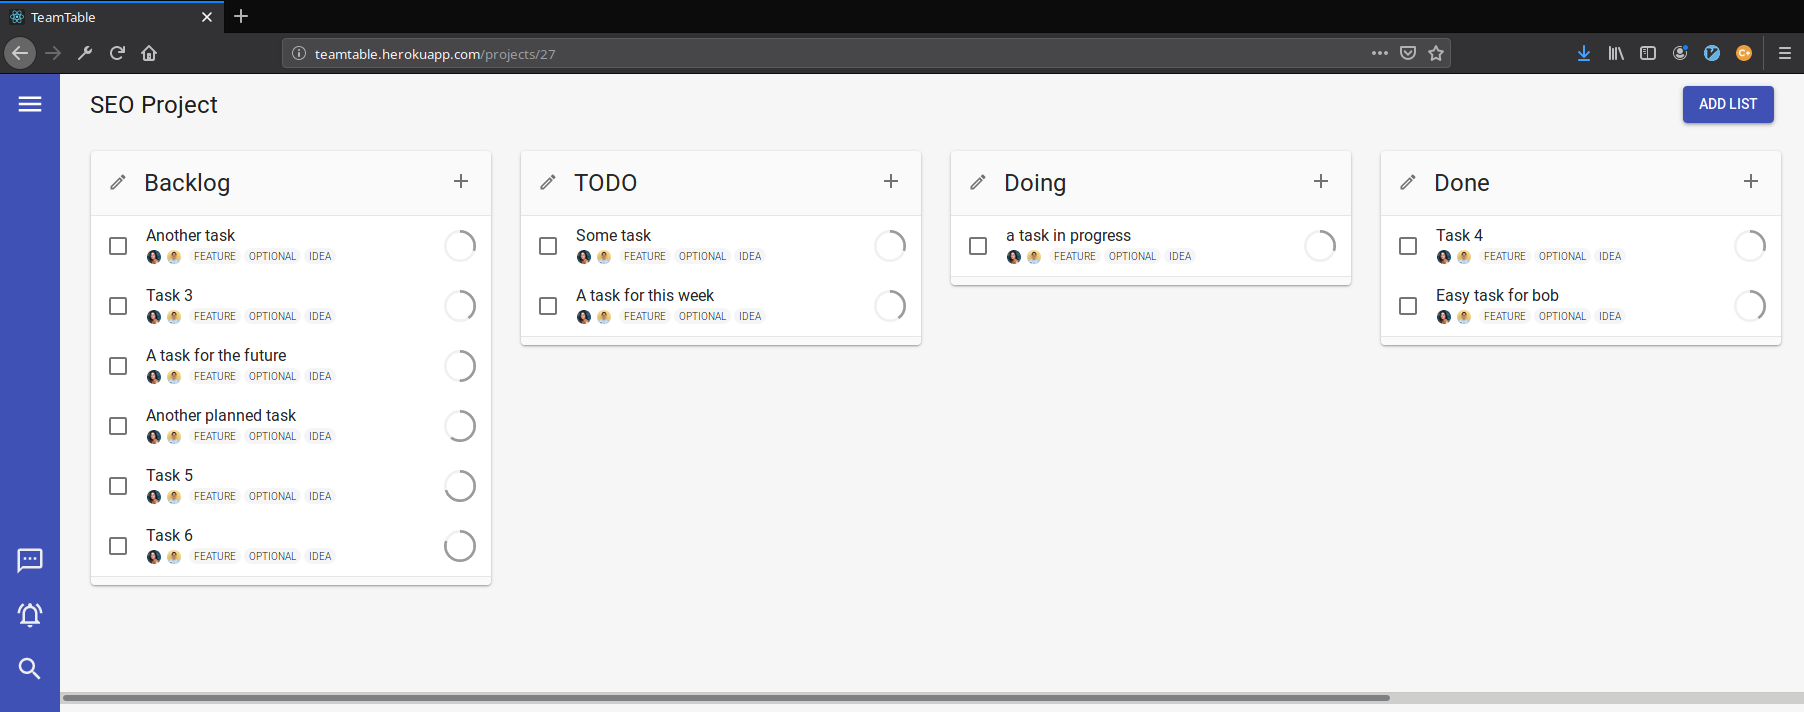 TeamTable
teamtable.herokuapp.com/projects/27
SEO Project
ADD LIST
Backlog
Another task
FEATURE OPTIONAL IDEA
Task 3
FEATURE OPTIONAL IDEA
A task for the future
FEATURE OPTIONAL IDEA
Another planned task
FEATURE OPTIONAL IDEA
Task 5
FEATURE OPTIONAL IDEA
Task 6
FEATURE OPTIONAL IDEA
TODO
Some task
FEATURE OPTIONAL IDEA
A task for this week
FEATURE OPTIONAL IDEA
Doing
a task in progress
FEATURE OPTIONAL IDEA
Done
Task 4
FEATURE OPTIONAL IDEA
Easy task for bob
FEATURE OPTIONAL IDEA